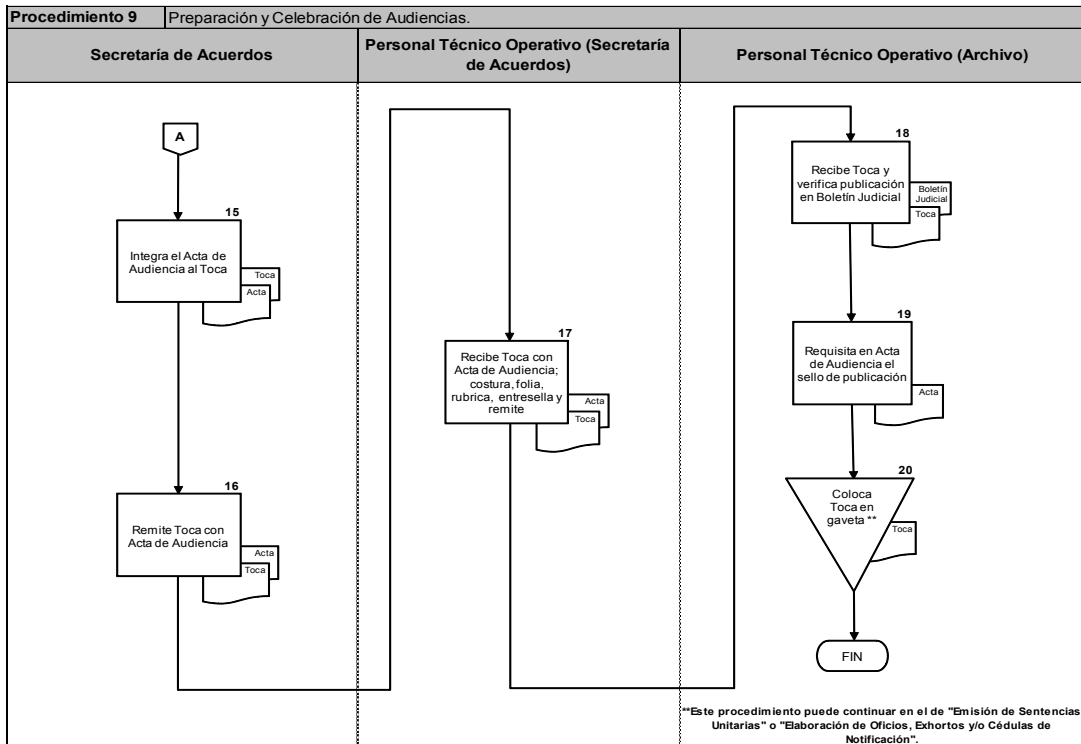 Procedimiento 9
Preparación y Celebración de Audiencias.
Secretaría de Acuerdos
Personal Técnico Operativo (Secretaría
de Acuerdos)
Personal Técnico Operativo (Archivo)
A
15
Integra el Acta de
Audiencia al Toca
Toca
Acta
16
Remite Toca con
Acta de Audiencia
Acta
Toca
17
Recibe Toca con
Acta de Audiencia;
costura, folia,
rubrica, entresella y
remite
Acta
Toca
18
Recibe Toca y
verifica publicación
en Boletín Judicial
Boletín
Judicial
Toca
19
Requisita en Acta
de Audiencia el
sello de publicación
Acta
20
Coloca
Toca en
gaveta **
Toca
FIN
**Este procedimiento puede continuar en el de "Emisión de Sentencias
Unitarias" o "Elaboración de Oficios, Exhortos y/o Cédulas de
Notificación".